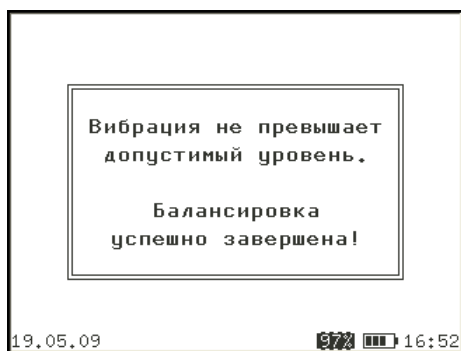 Вибрация не превышает
допустимый уровень.
Балансировка
успешно завершена!
19.05.09 97% 16:52